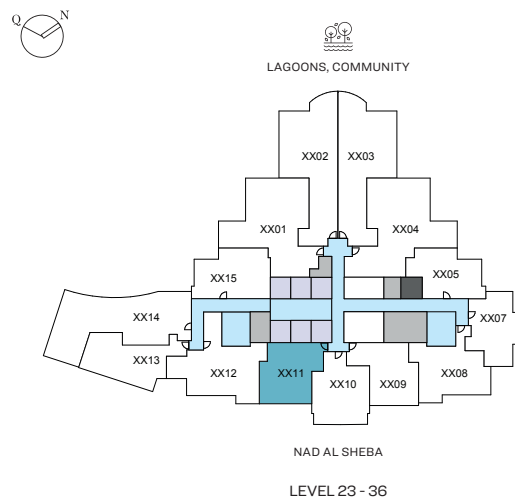 Q N
LAGOONS, COMMUNITY
XX02 XX03
XX01 XX04
XX15 XX05
XX14 XX07
XX13 XX12 XX11 XX10 XX09 XX08
NAD AL SHEBA
LEVEL 23 - 36